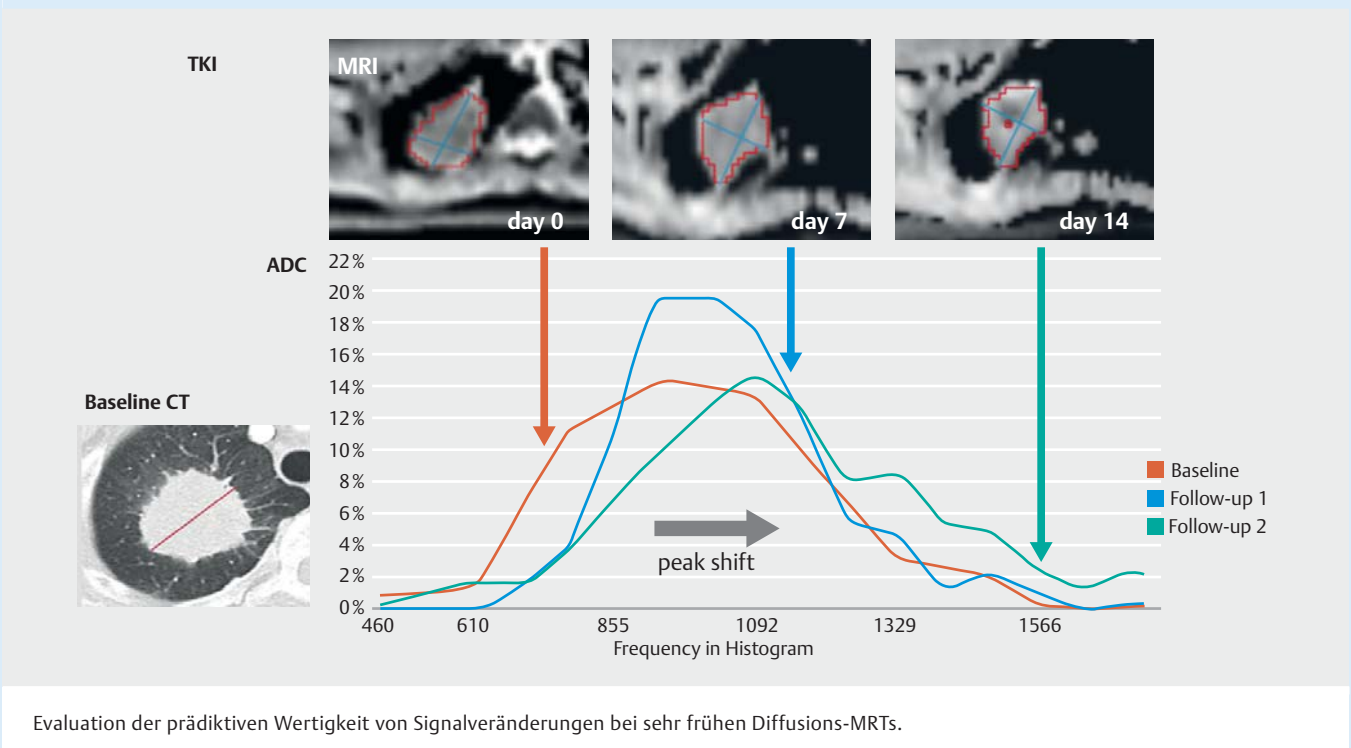 TKI
MRI
day 0
day 7
day 14
ADC
22%
20%
18%
16%
14%
12%
10%
8%
6%
4%
2%
0%
460 610 855 1092 1329 1566
Frequency in Histogram
peak shift
Baseline CT
Baseline
Follow-up 1
Follow-up 2
Evaluation der prädiktiven Wertigkeit von Signalveränderungen bei sehr frühen Diffusions-MRTs.